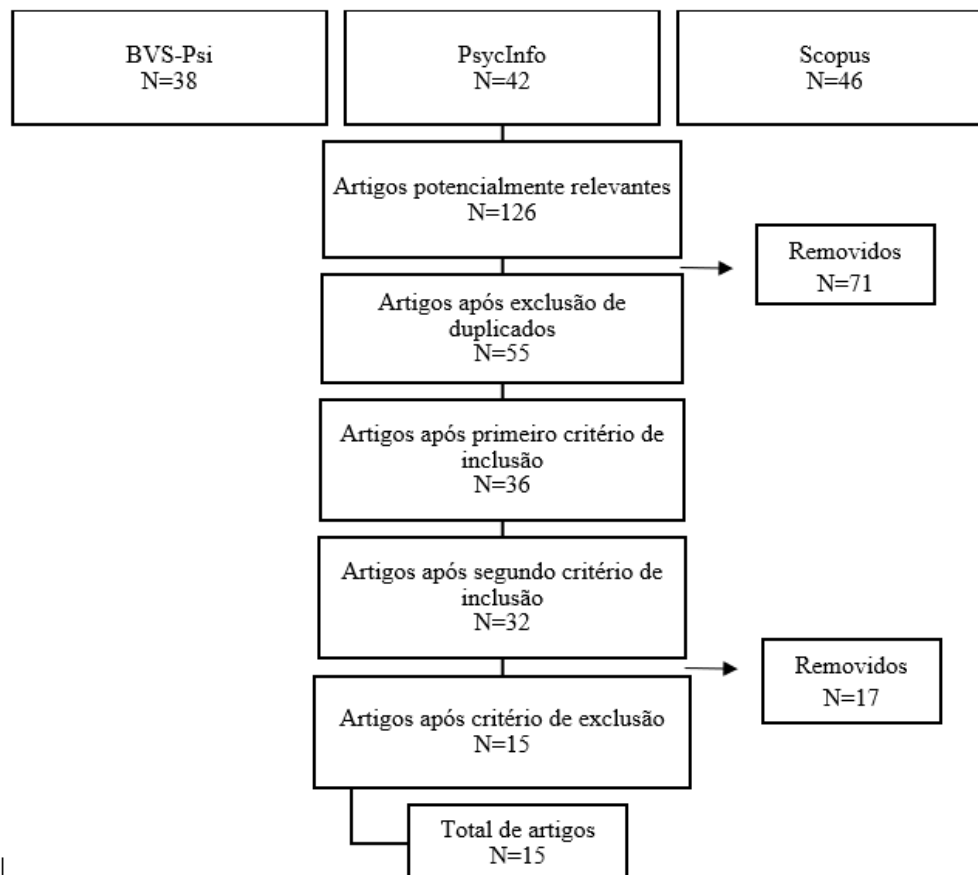 BVS-Psi
N=38
PsycInfo
N=42
Scopus
N=46
Artigos potencialmente relevantes
N=126
Removidos
N=71
Artigos após exclusão de
duplicados
N=55
Artigos após primeiro critério de
inclusão
N=36
Artigos após segundo critério de
inclusão
N=32
Removidos
N=17
Artigos após critério de exclusão
N=15
Total de artigos
N=15